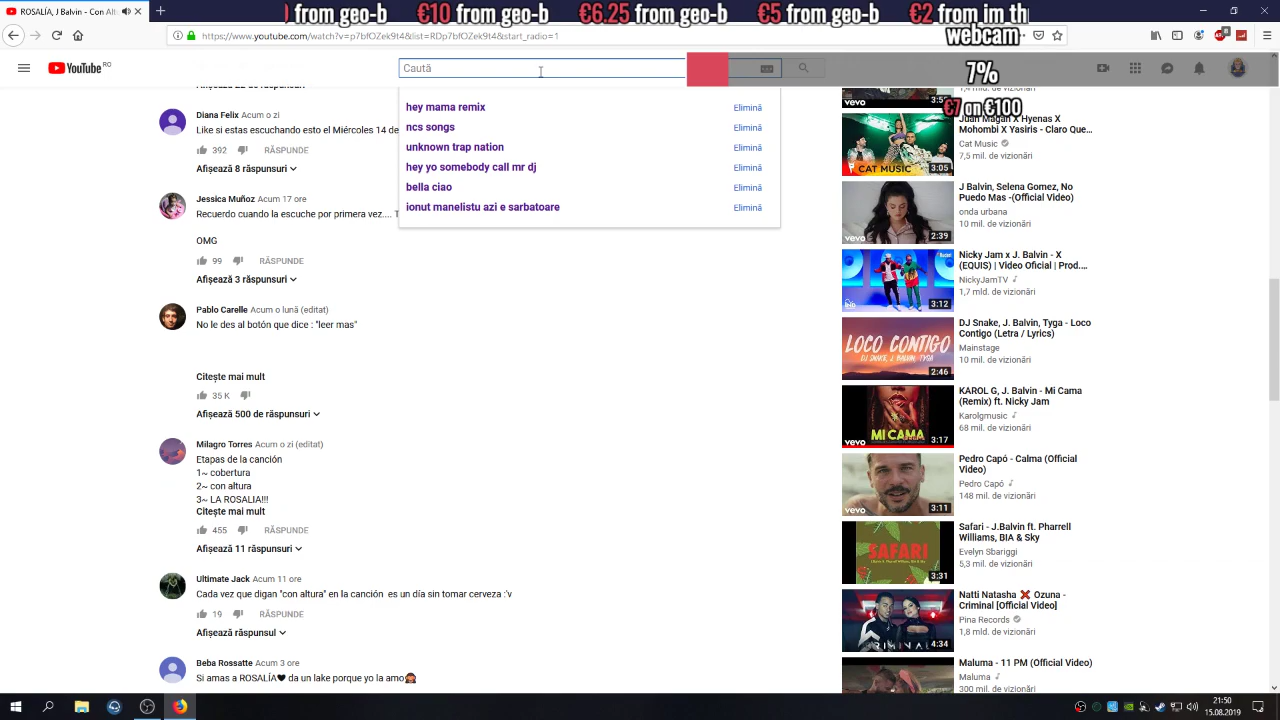 ROSALÍA, J Balvin - Con Alt
) from geo-b €10 from geo-b €6.25 from geo-b €5 from geo-b €2 from im th
https://www.youtube.com/watch?v=p7bfOZek9t4&list=RDp7bfOZek9t4&start_radio=1
webcam
7%
€7 on €100
YouTube RO
Caută
hey mama remix Elimină
ncs songs Elimină
unknown trap nation Elimină
hey yo somebody call mr dj Elimină
bella ciao Elimină
ionut manelistu azi e sarbatoare Elimină
Diana Felix Acum o zi
Like si estas escuchando esto el Miércoles 14 de
392 RĂSPUNDE
Afișează 8 răspunsuri
Jessica Muñoz Acum 17 ore
Recuerdo cuando la escuche por primera vez.... T
OMG
99 RĂSPUNDE
Afișează 3 răspunsuri
Pablo Carelle Acum o lună (editat)
No le des al botón que dice : "leer mas"
Citește mai mult
35 K
Afișează 500 de răspunsuri
Milagro Torres Acum o zi (editat)
Etapas de la canción
1~ cobertura
2~ con altura
3~ LA ROSALIA!!!
Citește mai mult
455 RĂSPUNDE
Afișează 11 răspunsuri
Ultimate Jack Acum 11 ore
Cada vez que digan "con altura" en la canción es un día sin tomar cerveza :'v
19 RĂSPUNDE
Afișează răspunsul
Beba Rossatte Acum 3 ore
Si amas a ROSALÍA🖤 da un lake porque yo la amo🙈
vevo
Juan Magan X Hyenas X
Mohombi X Yasiris - Claro Que...
Cat Music
7,5 mil. de vizionări
CAT MUSIC
3:05
J Balvin, Selena Gomez, No
Puedo Mas -(Official Video)
onda urbana
10 mil. de vizionări
vevo
2:39
Nicky Jam x J. Balvin - X
(EQUIS) | Video Oficial | Prod....
NickyJamTV
1,7 mld. de vizionări
3:12
DJ Snake, J. Balvin, Tyga - Loco
Contigo (Letra / Lyrics)
Mainstage
10 mil. de vizionări
LOCO CONTIGO
DJ SNAKE, J. BALVIN, TYGA
2:46
KAROL G, J. Balvin - Mi Cama
(Remix) ft. Nicky Jam
Karolgmusic
68 mil. de vizionări
MI CAMA
vevo
3:17
Pedro Capó - Calma (Official
Video)
Pedro Capó
148 mil. de vizionări
vevo
3:11
Safari - J.Balvin ft. Pharrell
Williams, BIA & Sky
Evelyn Sbariggi
5,3 mil. de vizionări
SAFARI
3:31
Natti Natasha ❌ Ozuna -
Criminal [Official Video]
Pina Records
1,8 mld. de vizionări
CRIMINAL
4:34
Maluma - 11 PM (Official Video)
Maluma
300 mil. de vizionări
21:50
15.08.2019